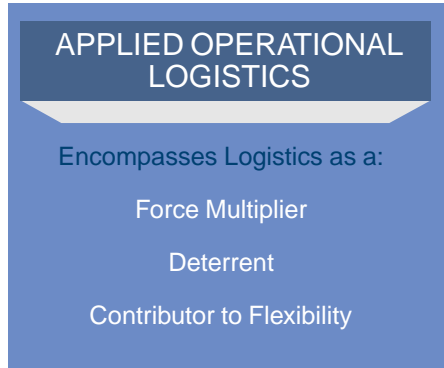 APPLIED OPERATIONAL
LOGISTICS
Encompasses Logistics as a:
Force Multiplier
Deterrent
Contributor to Flexibility